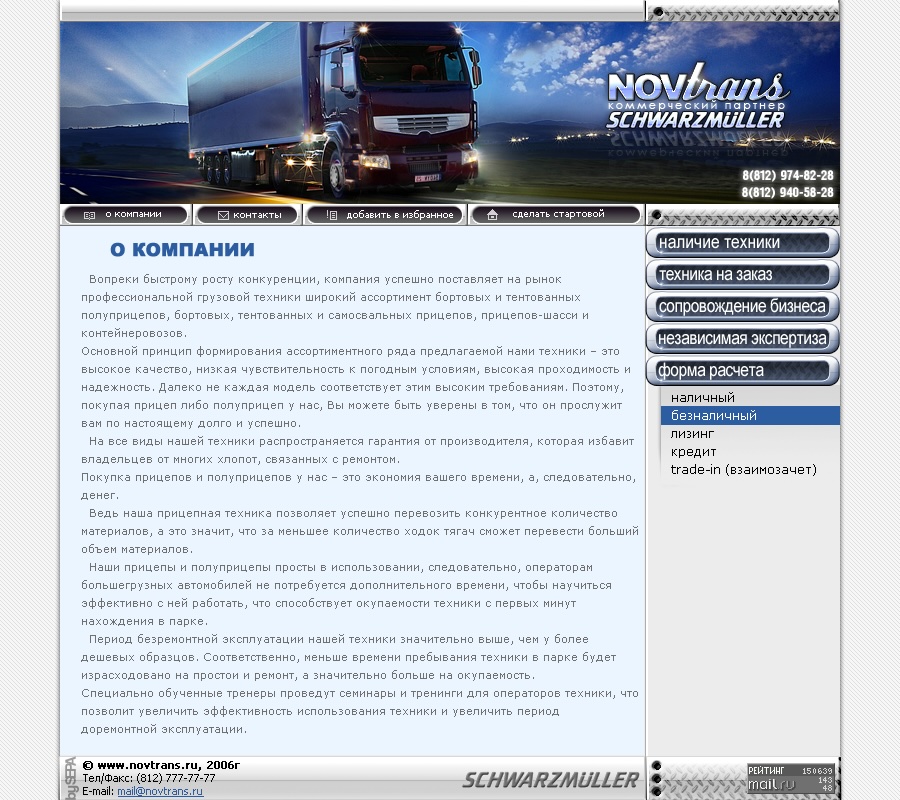 NOVtrans
коммерческий партнер
SCHWARZMÜLLER
8(812) 974-82-28
8(812) 940-58-28
о компании
контакты
добавить в избранное
сделать стартовой
О КОМПАНИИ
Вопреки быстрому росту конкуренции, компания успешно поставляет на рынок
профессиональной грузовой техники широкий ассортимент бортовых и тентованных
полуприцепов, бортовых, тентованных и самосвальных прицепов, прицепов-шасси и
контейнеровозов.
Основной принцип формирования ассортиментного ряда предлагаемой нами техники – это
высокое качество, низкая чувствительность к погодным условиям, высокая проходимость и
надежность. Далеко не каждая модель соответствует этим высоким требованиям. Поэтому,
покупая прицеп либо полуприцеп у нас, Вы можете быть уверены в том, что он прослужит
вам по настоящему долго и успешно.
На все виды нашей техники распространяется гарантия от производителя, которая избавит
владельцев от многих хлопот, связанных с ремонтом.
Покупка прицепов и полуприцепов у нас – это экономия вашего времени, а, следовательно,
денег.
Ведь наша прицепная техника позволяет успешно перевозить конкурентное количество
материалов, а это значит, что за меньшее количество ходок тягач сможет перевести больший
объем материалов.
Наши прицепы и полуприцепы просты в использовании, следовательно, операторам
большегрузных автомобилей не потребуется дополнительного времени, чтобы научиться
эффективно с ней работать, что способствует окупаемости техники с первых минут
нахождения в парке.
Период безремонтной эксплуатации нашей техники значительно выше, чем у более
дешевых образцов. Соответственно, меньше времени пребывания техники в парке будет
израсходовано на простои и ремонт, а значительно больше на окупаемость.
Специально обученные тренеры проведут семинары и тренинги для операторов техники, что
позволит увеличить эффективность использования техники и увеличить период
доремонтной эксплуатации.
наличие техники
техника на заказ
сопровождение бизнеса
независимая экспертиза
форма расчета
наличный
безналичный
лизинг
кредит
trade-in (взаимозачет)
by SEPA
© www.novtrans.ru, 2006г
Тел/Факс: (812) 777-77-77
E-mail: mail@novtrans.ru
SCHWARZMÜLLER
РЕЙТИНГ 150639
mail.ru 143
48